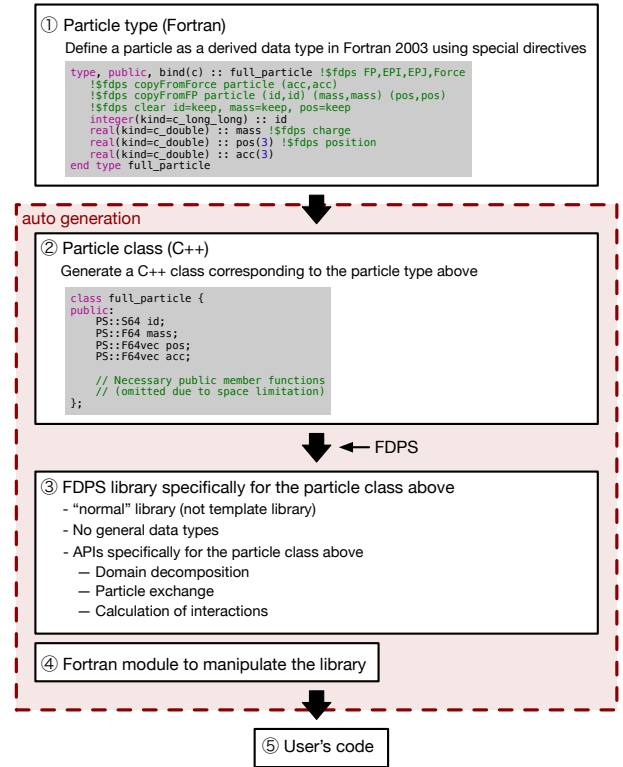 ① Particle type (Fortran)
Define a particle as a derived data type in Fortran 2003 using special directives
type, public, bind(c) :: full_particle !$fdps FP,EPI,EPJ,Force
!$fdps copyFromForce particle (acc,acc)
!$fdps copyFromFP particle (id,id) (mass,mass) (pos,pos)
!$fdps clear id=keep, mass=keep, pos=keep
integer(kind=c_long_long) :: id
real(kind=c_double) :: mass !$fdps charge
real(kind=c_double) :: pos(3) !$fdps position
real(kind=c_double) :: acc(3)
end type full_particle
auto generation
② Particle class (C++)
Generate a C++ class corresponding to the particle type above
class full_particle {
public:
PS::S64 id;
PS::F64 mass;
PS::F64vec pos;
PS::F64vec acc;
// Necessary public member functions
// (omitted due to space limitation)
};
FDPS
③ FDPS library specifically for the particle class above
- “normal” library (not template library)
- No general data types
- APIs specifically for the particle class above
— Domain decomposition
— Particle exchange
— Calculation of interactions
④ Fortran module to manipulate the library
⑤ User’s code